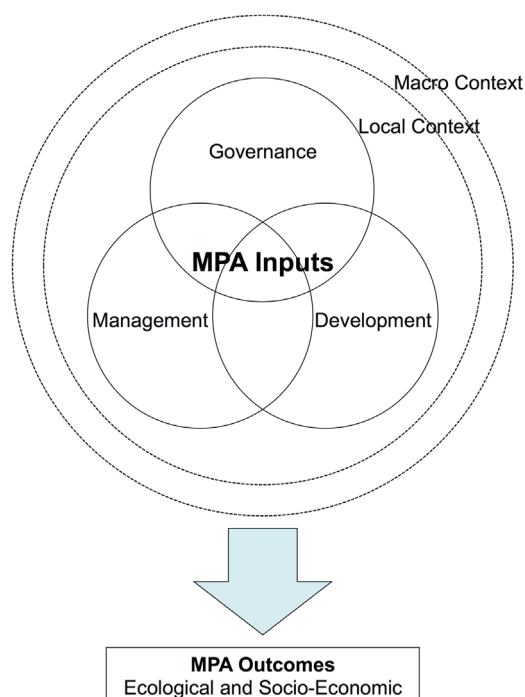 Macro Context
Local Context
Governance
MPA Inputs
Management
Development
MPA Outcomes
Ecological and Socio-Economic